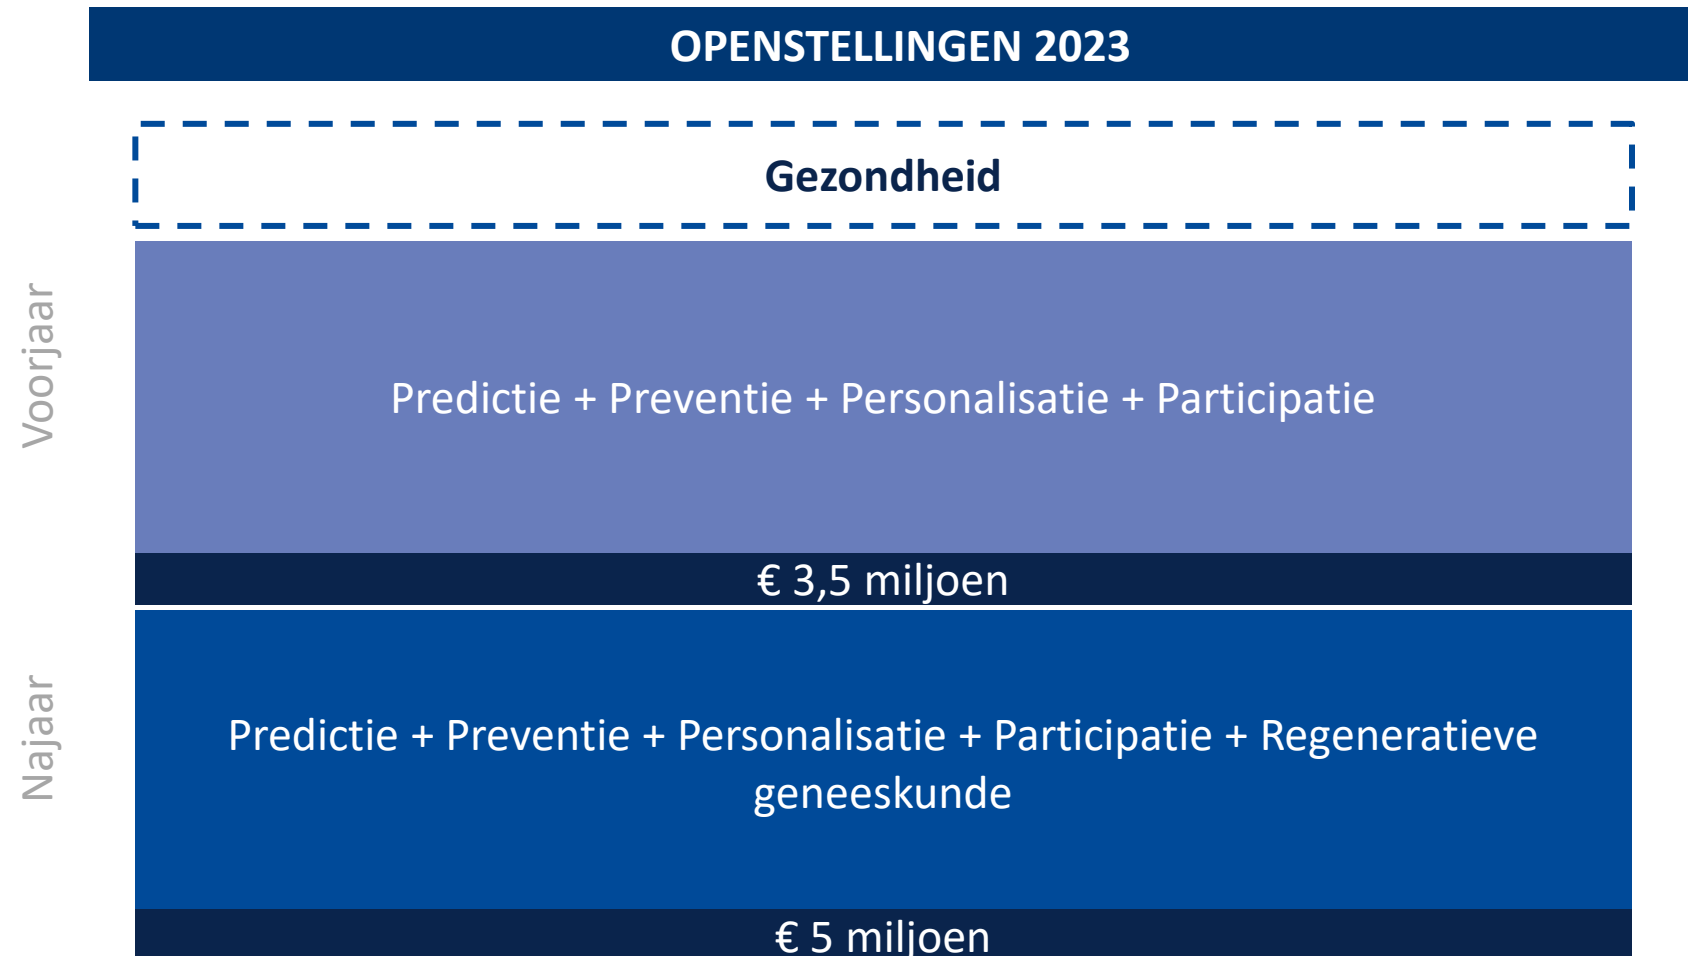 OPENSTELLINGEN 2023
Gezondheid
Voorjaar
Predictie + Preventie + Personalisatie + Participatie
€ 3,5 miljoen
Najaar
Predictie + Preventie + Personalisatie + Participatie + Regeneratieve
geneeskunde
€ 5 miljoen